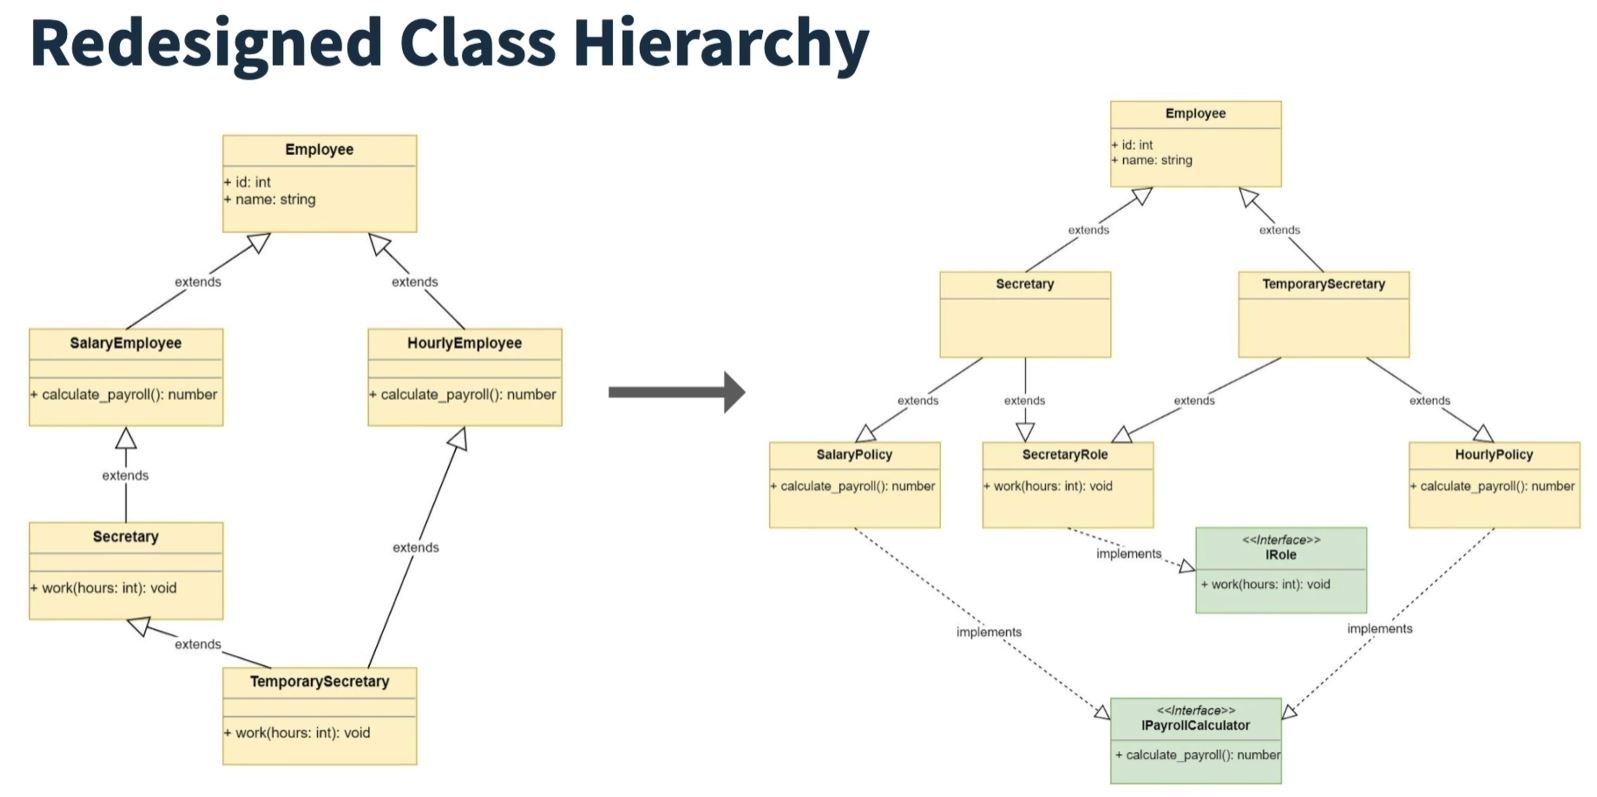 Redesigned Class Hierarchy
Employee
+ id: int
+ name: string
extends
extends
SalaryEmployee
+ calculate_payroll(): number
HourlyEmployee
+ calculate_payroll(): number
extends
Secretary
+ work(hours: int): void
extends
extends
TemporarySecretary
+ work(hours: int): void
Employee
+ id: int
+ name: string
extends
extends
Secretary
TemporarySecretary
extends
extends
extends
extends
SalaryPolicy
+ calculate_payroll(): number
SecretaryRole
+ work(hours: int): void
HourlyPolicy
+ calculate_payroll(): number
implements
<<Interface>>
IRole
+ work(hours: int): void
implements
implements
<<Interface>>
IPayrollCalculator
+ calculate_payroll(): number